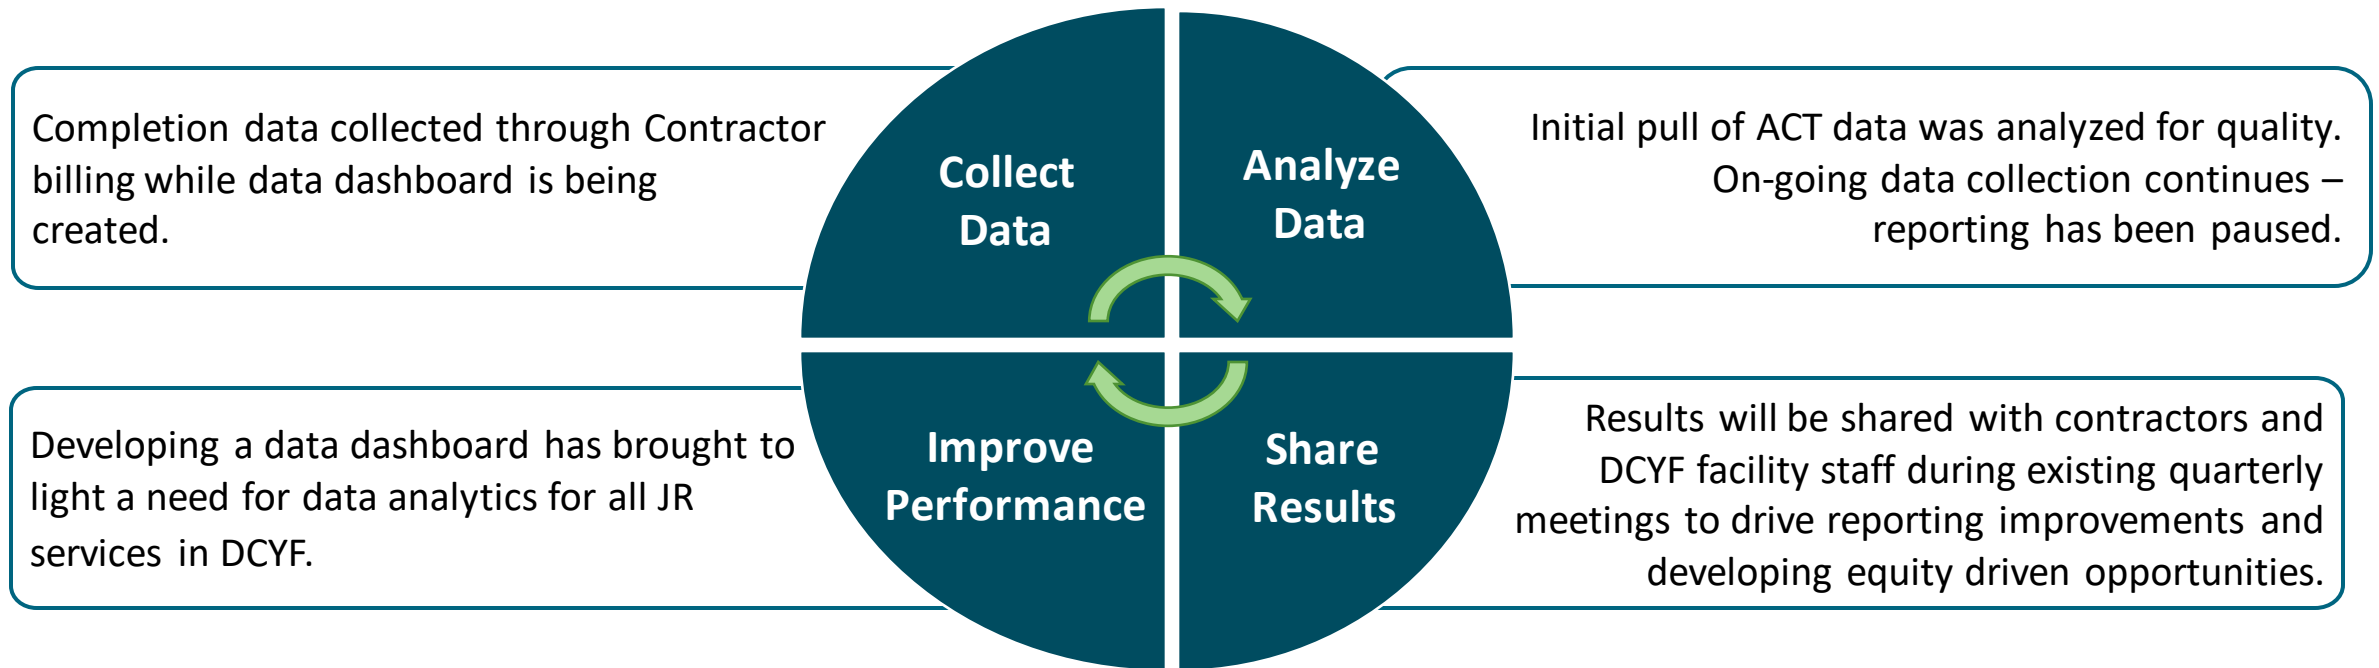 Completion data collected through Contractor
billing while data dashboard is being
created.
Collect
Data
Analyze
Data
Initial pull of ACT data was analyzed for quality.
On-going data collection continues –
reporting has been paused.
Developing a data dashboard has brought to
light a need for data analytics for all JR
services in DCYF.
Improve
Performance
Share
Results
Results will be shared with contractors and
DCYF facility staff during existing quarterly
meetings to drive reporting improvements and
developing equity driven opportunities.